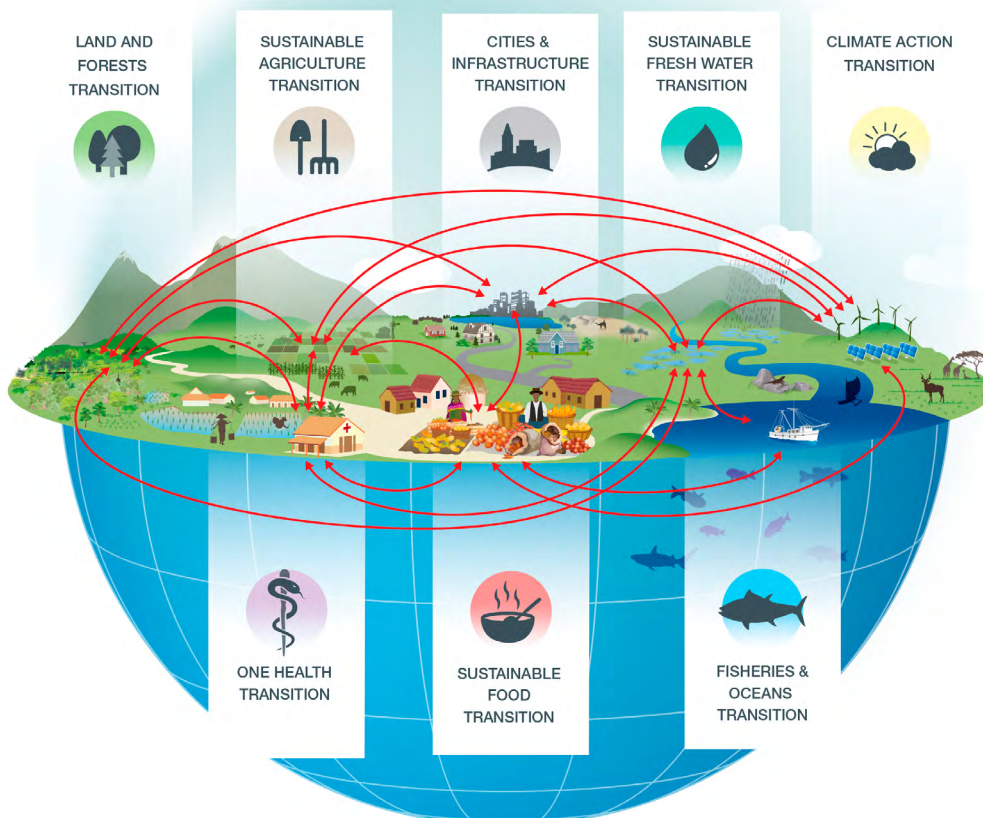 LAND AND
FORESTS
TRANSITION
SUSTAINABLE
AGRICULTURE
TRANSITION
CITIES &
INFRASTRUCTURE
TRANSITION
SUSTAINABLE
FRESH WATER
TRANSITION
CLIMATE ACTION
TRANSITION
ONE HEALTH
TRANSITION
SUSTAINABLE
FOOD
TRANSITION
FISHERIES &
OCEANS
TRANSITION